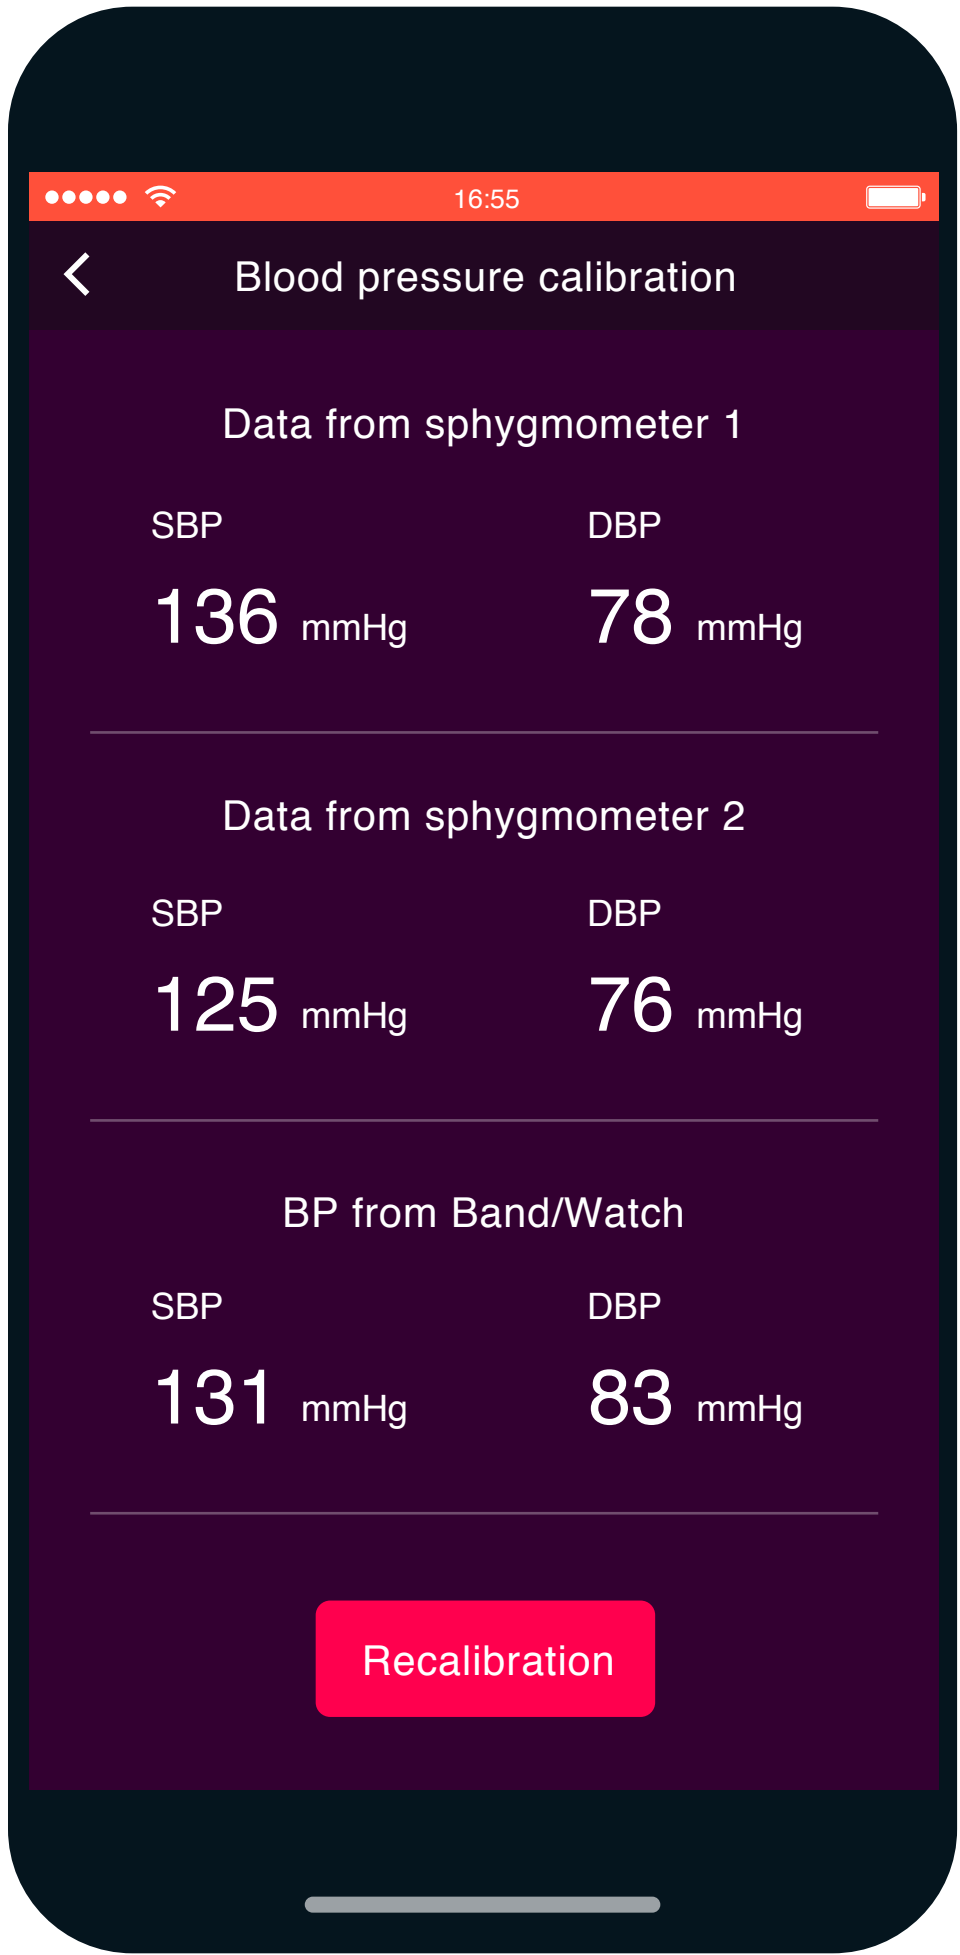 16:55
Blood pressure calibration
Data from sphygmometer 1
SBP DBP
136 mmHg 78 mmHg
Data from sphygmometer 2
SBP DBP
125 mmHg 76 mmHg
BP from Band/Watch
SBP DBP
131 mmHg 83 mmHg
Recalibration